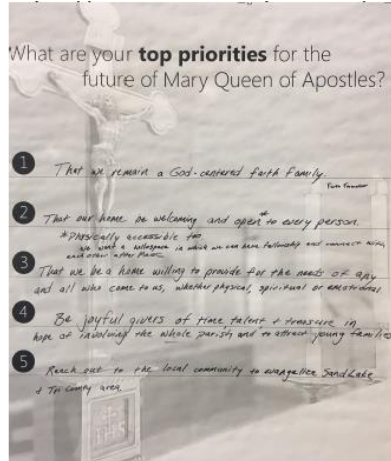 What are your top priorities for the
future of Mary Queen of Apostles?
1 That we remain a God-centered faith family.
2 That our home be welcoming and open* to every person.
*Physically accessible too
we want a in which we can have fellowship and connect with
each other after Mass.
3 That we be a home willing to provide for the needs of any
and all who come to us, whether physical, spiritual or emotional.
4 Be joyful givers of time, talent + treasure in
hope of involving the whole parish and to attract young families
5 Reach out to the local community to evangelize Sand Lake
+ Tri County area
IHS